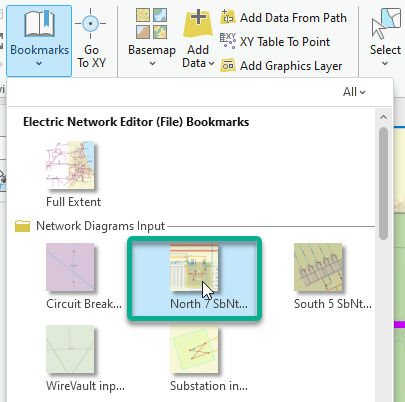 Bookmarks
Go
To XY
Basemap
Add
Data
Add Data From Path
XY Table To Point
Add Graphics Layer
Select
All
Electric Network Editor (File) Bookmarks
Full Extent
Network Diagrams Input
Circuit Break...
North 7 SbNt...
South 5 SbNt...
WireVault inp...
Substation in...